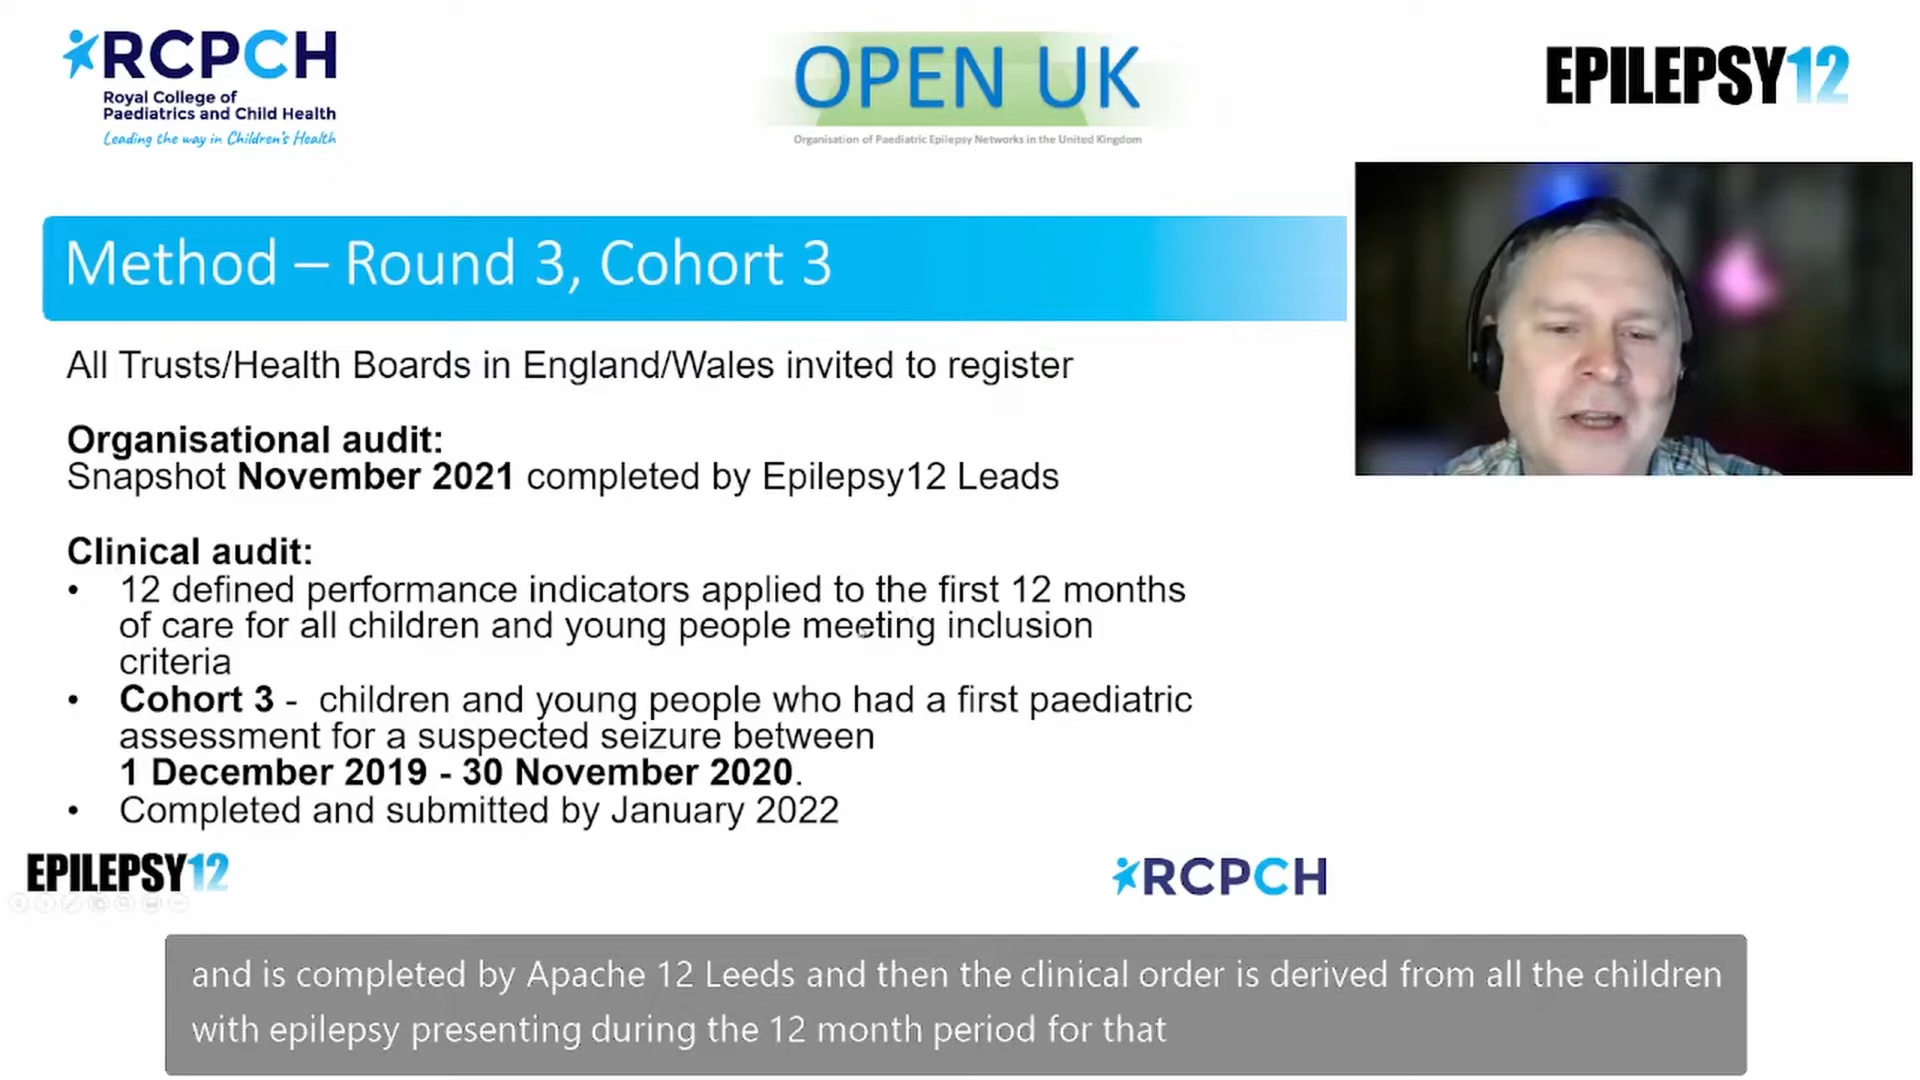 RCPCH
Royal College of
Paediatrics and Child Health
Leading the way in Children's Health
OPEN UK
Organisation of Paediatric Epilepsy Networks in the United Kingdom
EPILEPSY12
Method – Round 3, Cohort 3
All Trusts/Health Boards in England/Wales invited to register
Organisational audit:
Snapshot November 2021 completed by Epilepsy12 Leads
Clinical audit:
• 12 defined performance indicators applied to the first 12 months
of care for all children and young people meeting inclusion
criteria
• Cohort 3 - children and young people who had a first paediatric
assessment for a suspected seizure between
1 December 2019 - 30 November 2020.
• Completed and submitted by January 2022
EPILEPSY12
RCPCH
and is completed by Apache 12 Leeds and then the clinical order is derived from all the children
with epilepsy presenting during the 12 month period for that